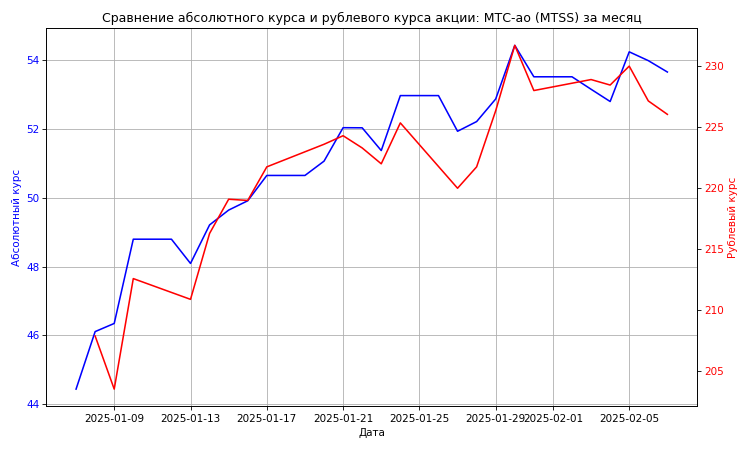 Сравнение абсолютного курса и рублевого курса акции: МТС-ао (MTSS) за месяц
54
52
50
48
46
44
Абсолютный курс
230
225
220
215
210
205
Рублевый курс
2025-01-09 2025-01-13 2025-01-17 2025-01-21 2025-01-25 2025-01-29 2025-02-01 2025-02-05
Дата